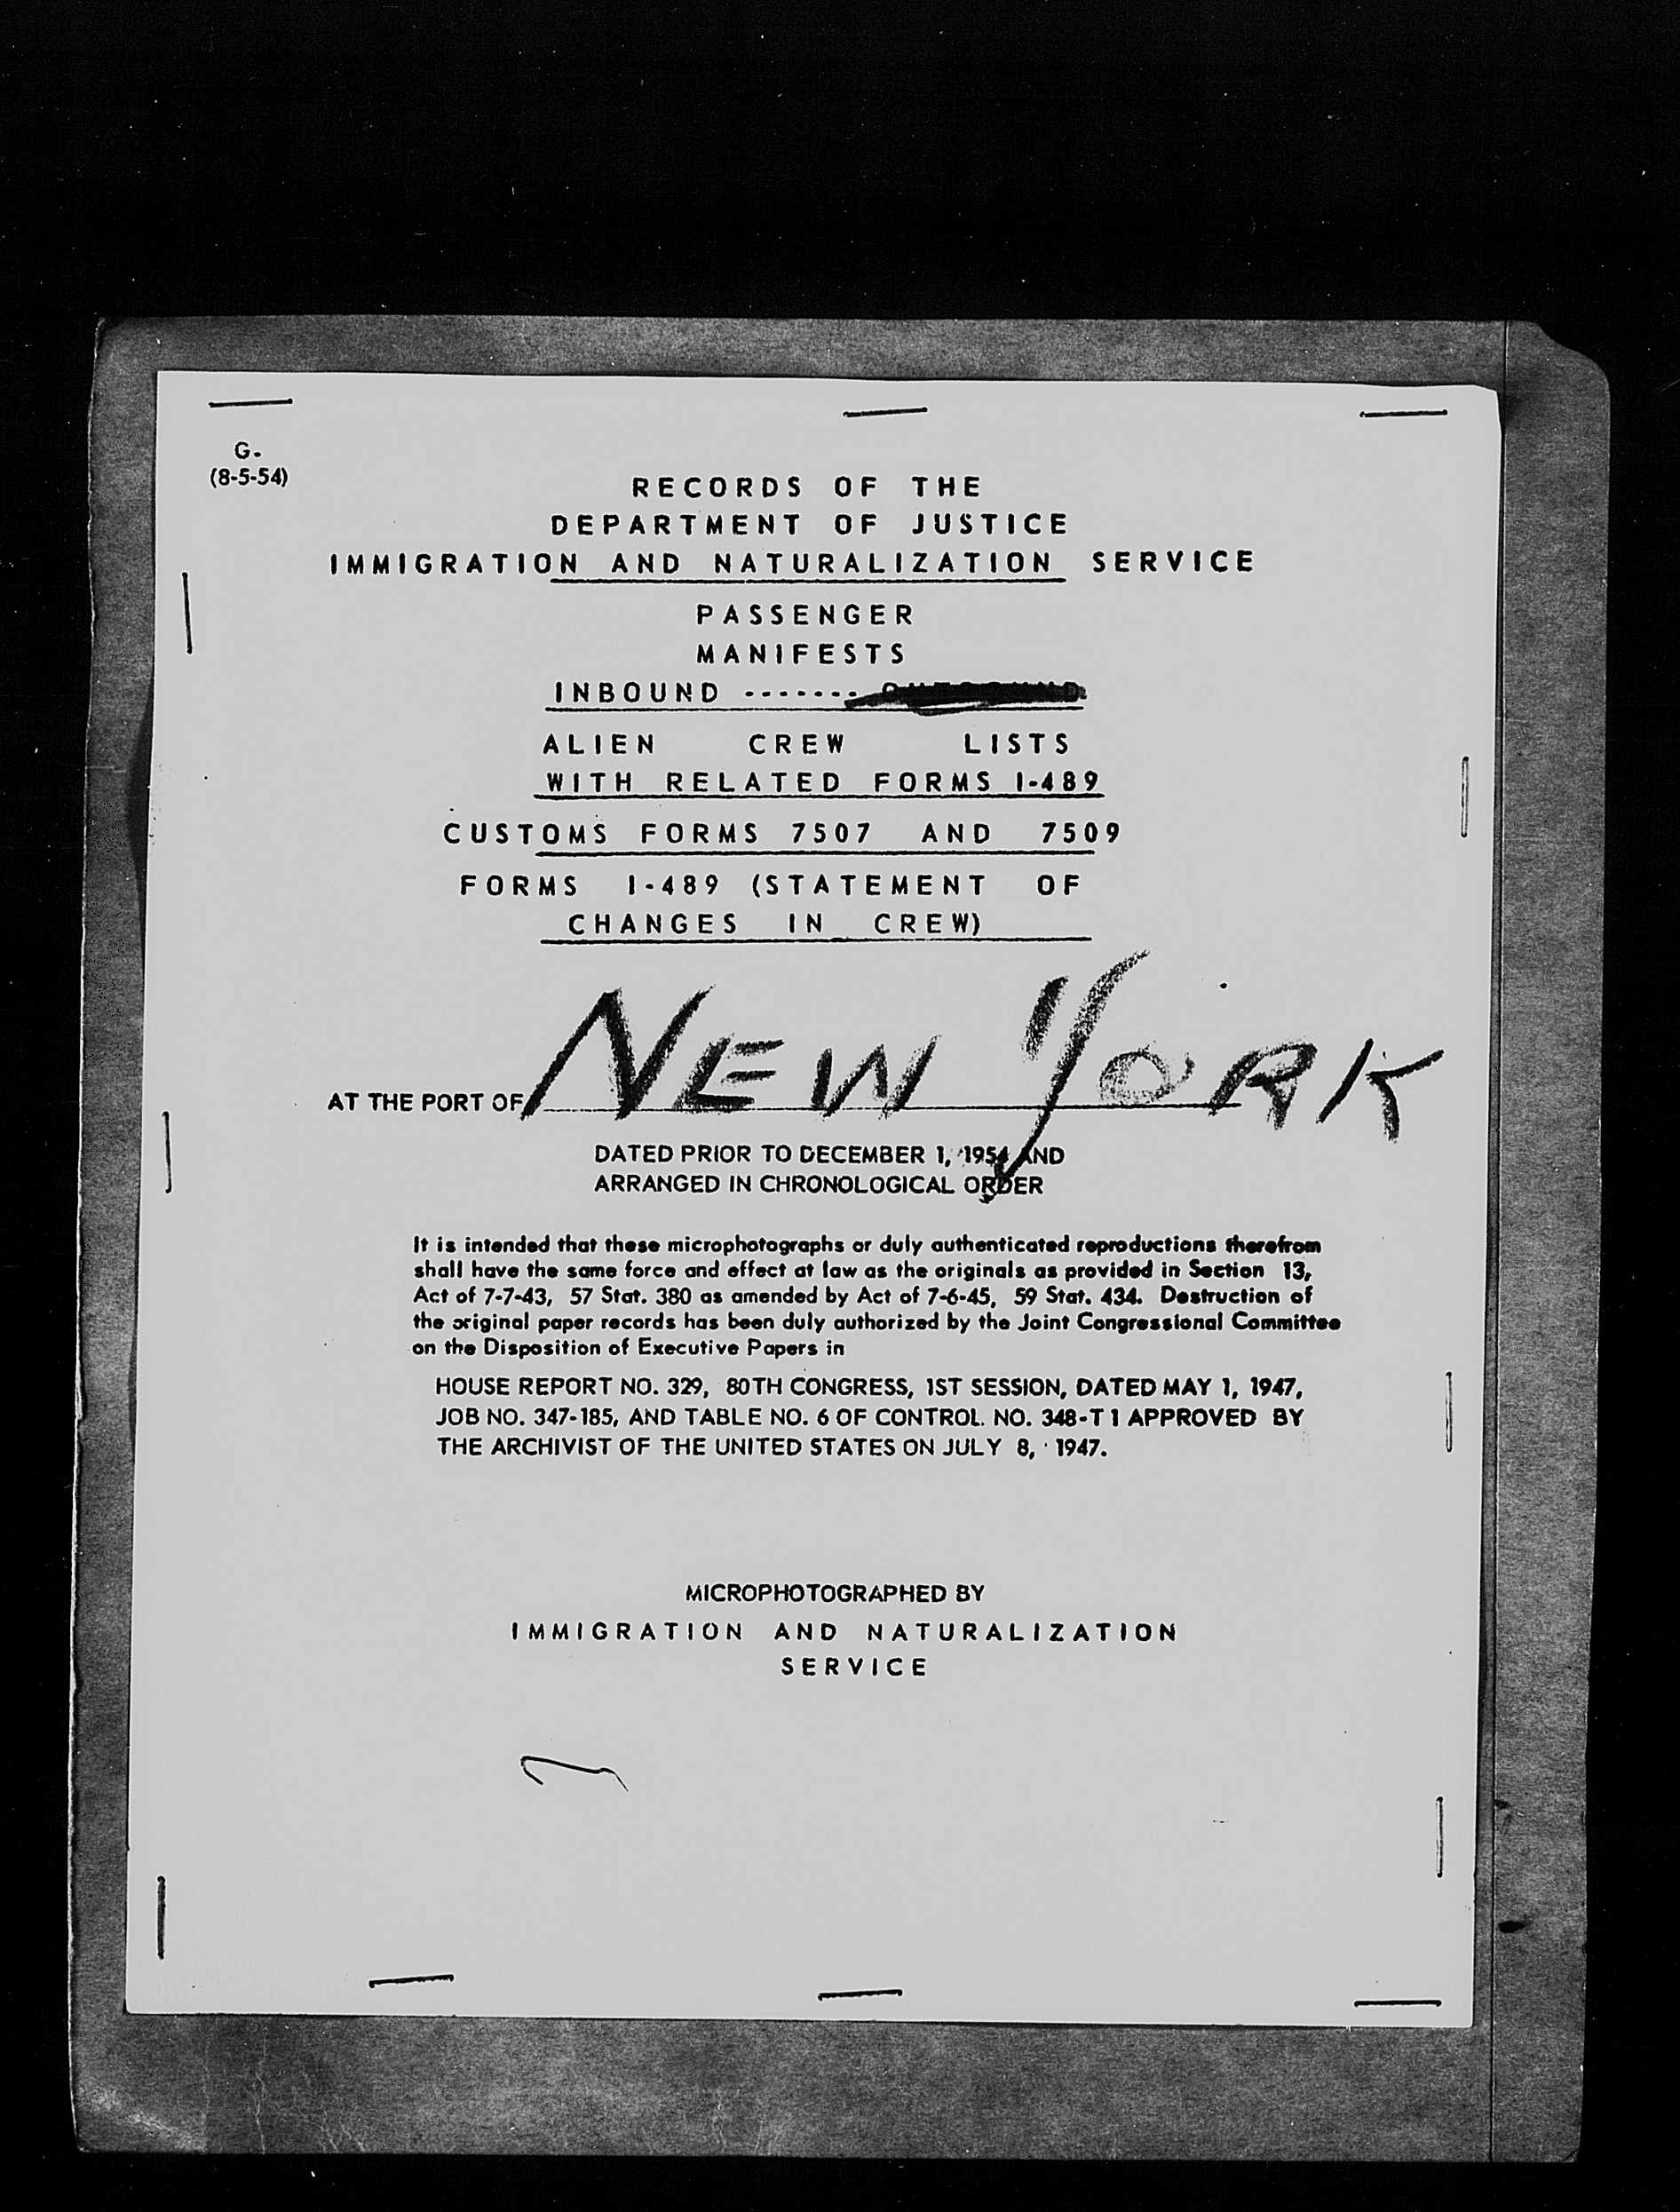 G.
(8-5-54)
RECORDS OF THE
DEPARTMENT OF JUSTICE
IMMIGRATION AND NATURALIZATION SERVICE
PASSENGER
MANIFESTS
INBOUND -------
ALIEN CREW LISTS
WITH RELATED FORMS I-489
CUSTOMS FORMS 7507 AND 7509
FORMS I-489 (STATEMENT OF
CHANGES IN CREW)
AT THE PORT OF NEW YORK
DATED PRIOR TO DECEMBER 1, 1954 AND
ARRANGED IN CHRONOLOGICAL ORDER
It is intended that these microphotographs or duly authenticated reproductions therefrom
shall have the same force and effect at law as the originals as provided in Section 13,
Act of 7-7-43, 57 Stat. 380 as amended by Act of 7-6-45, 59 Stat. 434. Destruction of
the original paper records has been duly authorized by the Joint Congressional Committee
on the Disposition of Executive Papers in
HOUSE REPORT NO. 329, 80TH CONGRESS, 1ST SESSION, DATED MAY 1, 1947,
JOB NO. 347-185, AND TABLE NO. 6 OF CONTROL NO. 348-T1 APPROVED BY
THE ARCHIVIST OF THE UNITED STATES ON JULY 8, 1947.
MICROPHOTOGRAPHED BY
IMMIGRATION AND NATURALIZATION
SERVICE